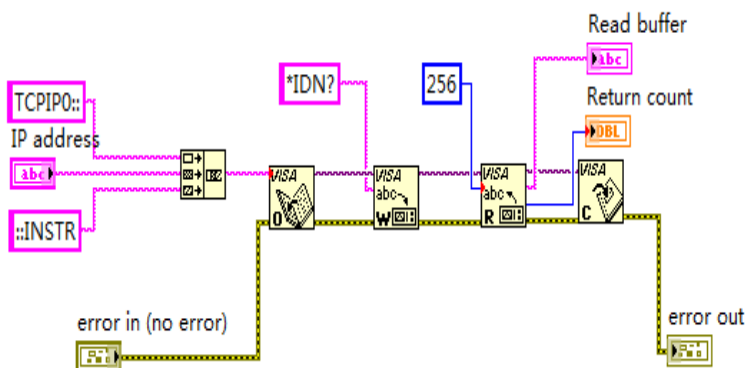 Read buffer
abc
TCPIP0::
*IDN?
256
Return count
DBL
IP address
abc
VISA
O
VISA
abc
W
VISA
abc
R
VISA
C
::INSTR
error in (no error)
error out